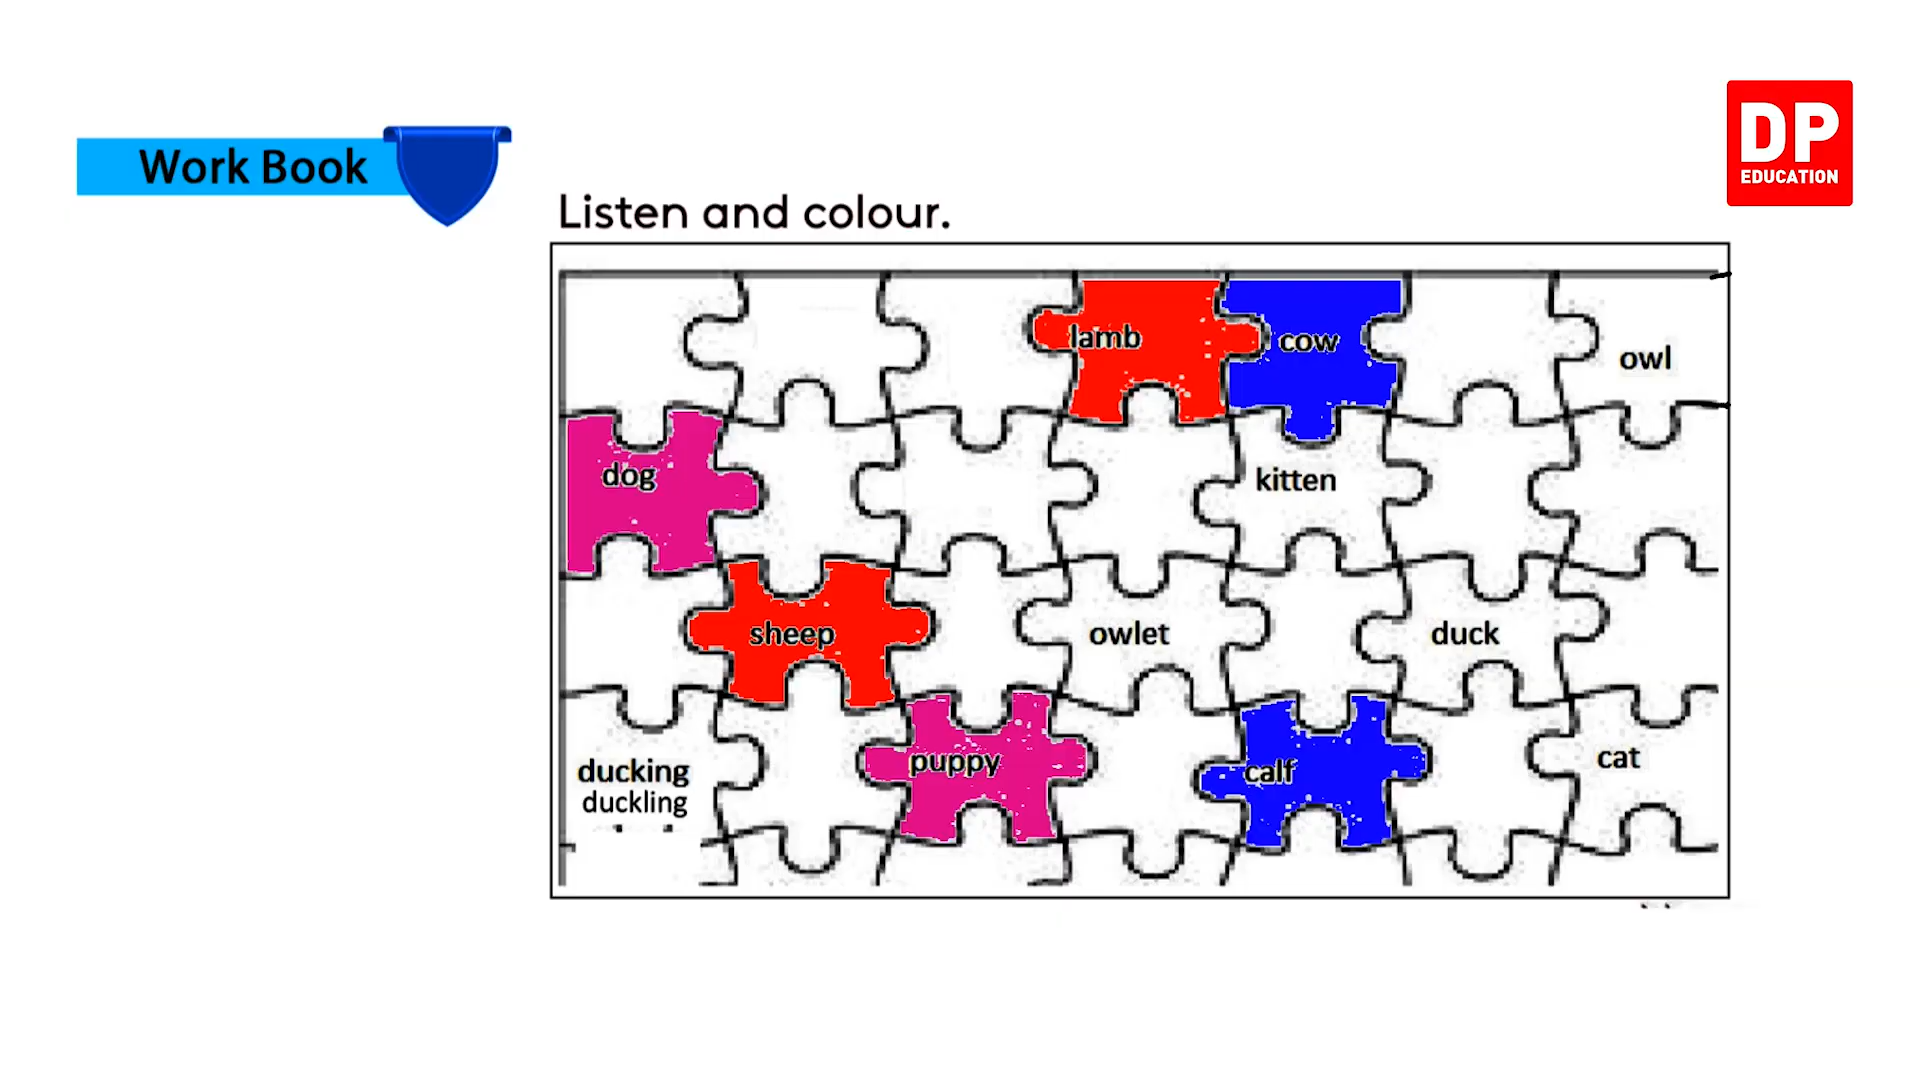 Work Book
DP
EDUCATION
Listen and colour.
lamb
cow
owl
dog
kitten
sheep
owlet
duck
ducking
duckling
puppy
calf
cat